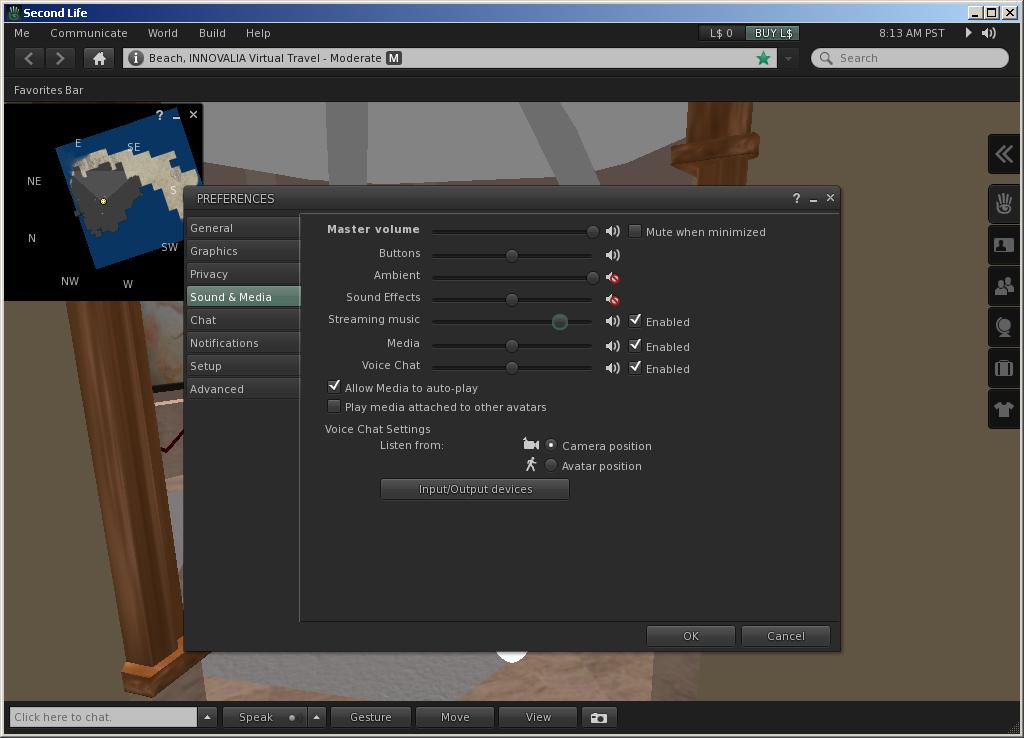 Second Life
Me Communicate World Build Help L$ 0 BUY L$ 8:13 AM PST
Beach, INNOVALIA Virtual Travel - Moderate M Search
Favorites Bar
?
E SE
NE S
N SW
NW W
PREFERENCES ?
General
Graphics
Privacy
Sound & Media
Chat
Notifications
Setup
Advanced
Master volume Mute when minimized
Buttons
Ambient
Sound Effects
Streaming music Enabled
Media Enabled
Voice Chat Enabled
Allow Media to auto-play
Play media attached to other avatars
Voice Chat Settings
Listen from: Camera position
Avatar position
Input/Output devices
OK Cancel
Click here to chat. Speak Gesture Move View